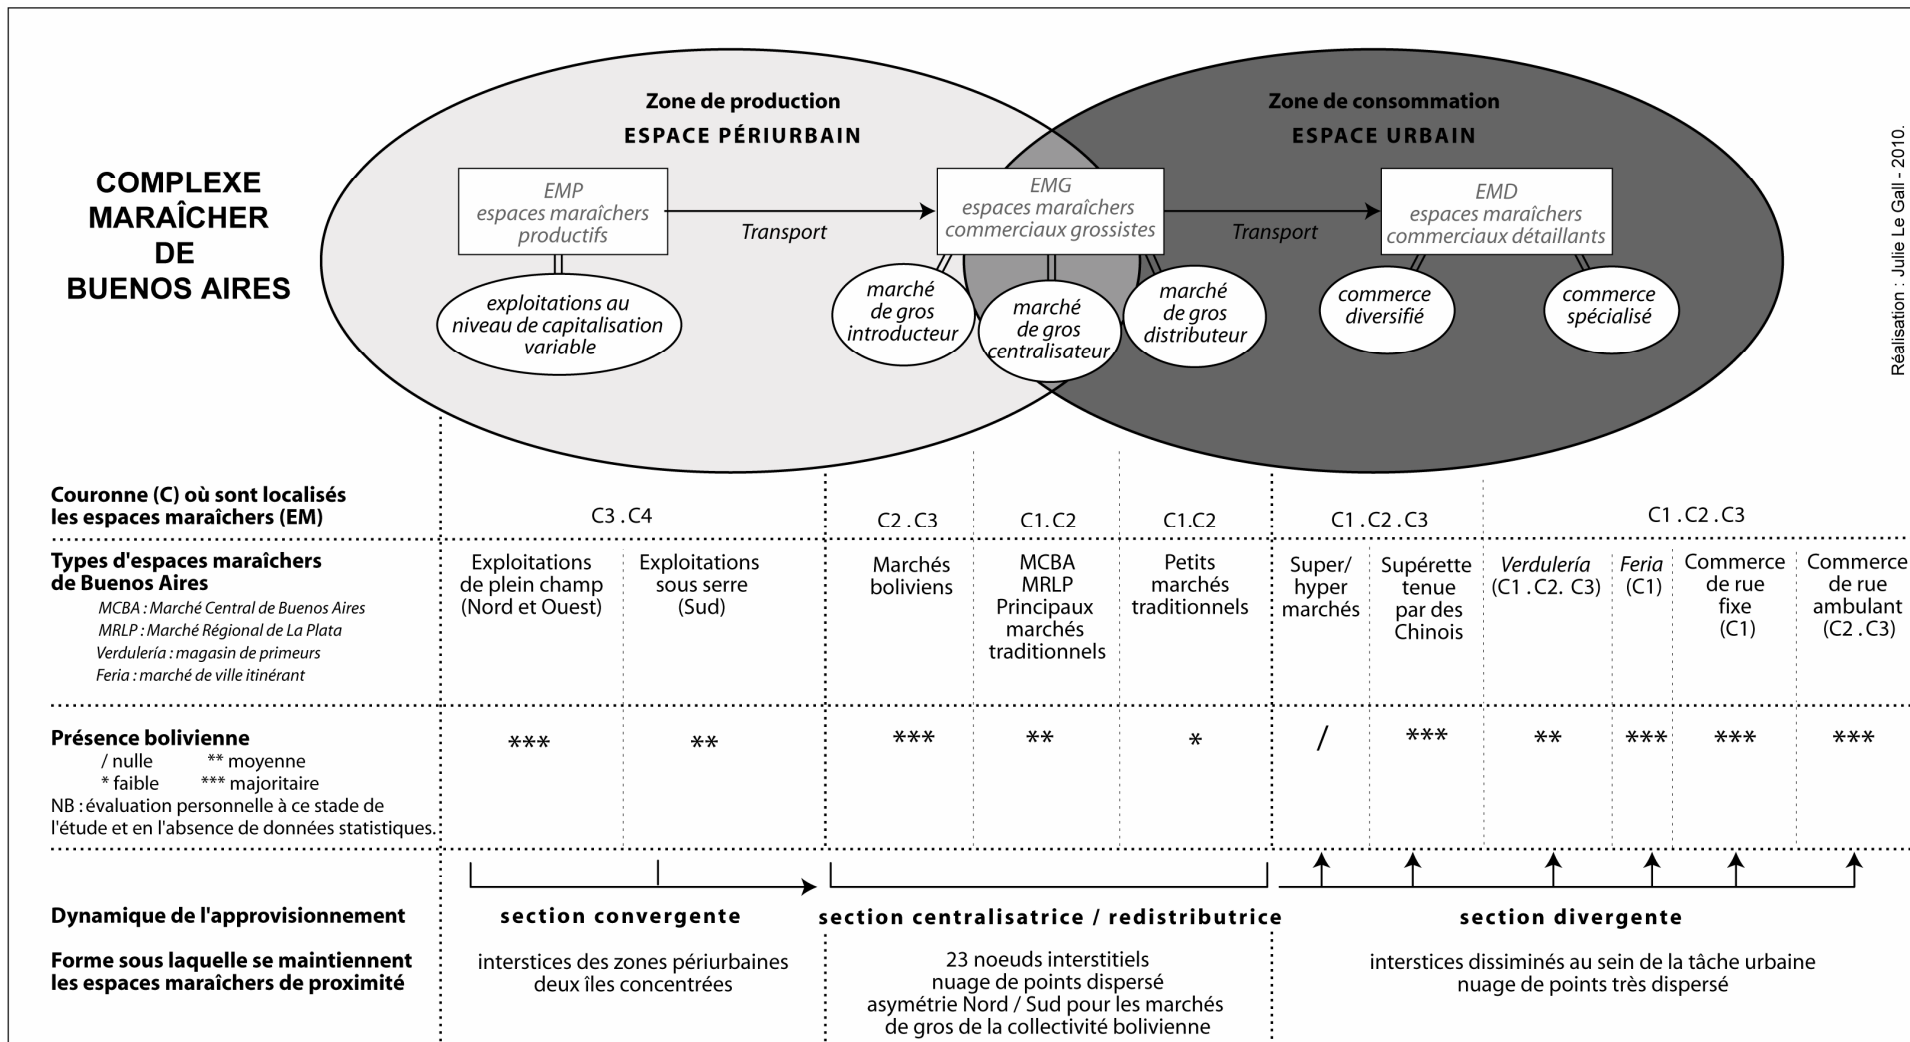 COMPLEXE
MARAÎCHER
DE
BUENOS AIRES
Zone de production
ESPACE PÉRIURBAIN
Zone de consommation
ESPACE URBAIN
EMP
espaces maraîchers
productifs
Transport
EMG
espaces maraîchers
commerciaux grossistes
Transport
EMD
espaces maraîchers
commerciaux détaillants
exploitations au
niveau de capitalisation
variable
marché
de gros
introducteur
marché
de gros
centralisateur
marché
de gros
distributeur
commerce
diversifié
commerce
spécialisé
Réalisation : Julie Le Gall - 2010.
Couronne (C) où sont localisés
les espaces maraîchers (EM)
C3 . C4
C2 . C3
C1. C2
C1.C2
C1 . C2 . C3
C1 . C2 . C3
Types d'espaces maraîchers
de Buenos Aires
MCBA : Marché Central de Buenos Aires
MRLP : Marché Régional de La Plata
Verdulería : magasin de primeurs
Feria : marché de ville itinérant
Exploitations
de plein champ
(Nord et Ouest)
Exploitations
sous serre
(Sud)
Marchés
boliviens
MCBA
MRLP
Principaux
marchés
traditionnels
Petits
marchés
traditionnels
Super/
hyper
marchés
Supérette
tenue
par des
Chinois
Verdulería
(C1 . C2. C3)
Feria
(C1)
Commerce
de rue
fixe
(C1)
Commerce
de rue
ambulant
(C2 . C3)
Présence bolivienne
/ nulle ** moyenne
* faible *** majoritaire
NB : évaluation personnelle à ce stade de
l'étude et en l'absence de données statistiques.
*** ** *** ** * / *** ** *** *** ***
Dynamique de l'approvisionnement
section convergente
section centralisatrice / redistributrice
section divergente
Forme sous laquelle se maintiennent
les espaces maraîchers de proximité
interstices des zones périurbaines
deux îles concentrées
23 noeuds interstitiels
nuage de points dispersé
asymétrie Nord / Sud pour les marchés
de gros de la collectivité bolivienne
interstices dissiminés au sein de la tâche urbaine
nuage de points très dispersé